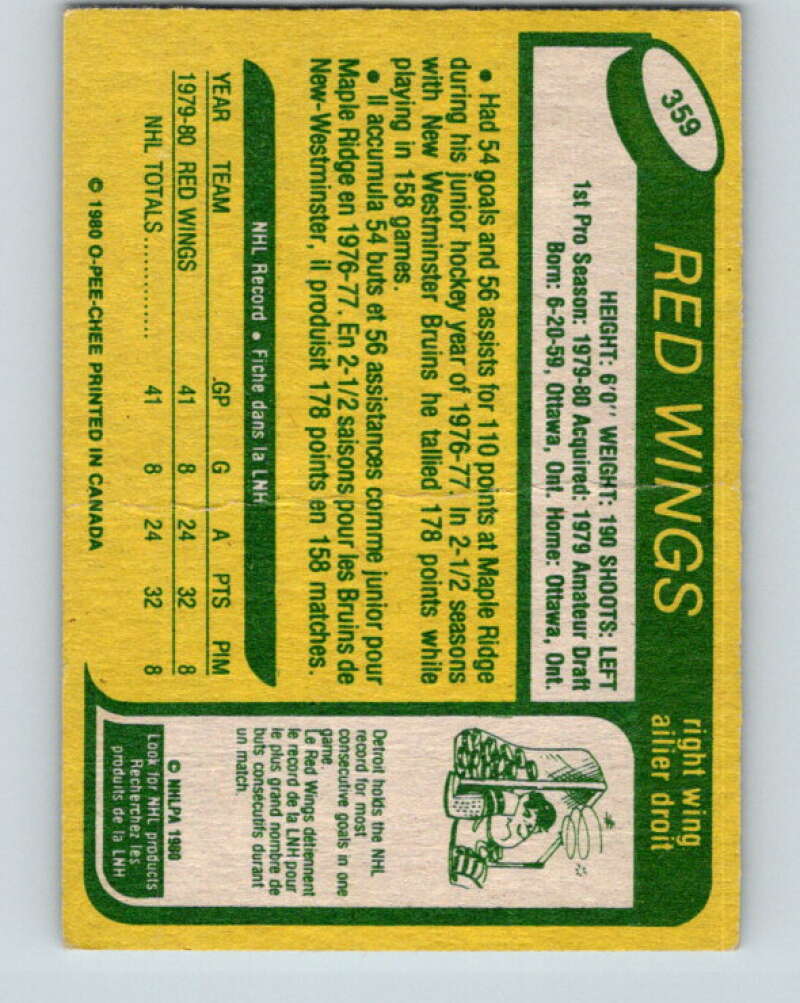 359
RED WINGS
right wing
ailier droit
HEIGHT: 6'0'' WEIGHT: 190 SHOOTS: LEFT
1st Pro Season: 1979-80 Acquired: 1979 Amateur Draft
Born: 6-20-59, Ottawa, Ont. Home: Ottawa, Ont.
• Had 54 goals and 56 assists for 110 points at Maple Ridge
during his junior hockey year of 1976-77. In 2-1/2 seasons
with New Westminster Bruins he tallied 178 points while
playing in 158 games.
• Il accumula 54 buts et 56 assistances comme junior pour
Maple Ridge en 1976-77. En 2-1/2 saisons pour les Bruins de
New-Westminster, il produisit 178 points en 158 matches.
NHL Record • Fiche dans la LNH
YEAR TEAM GP G A PTS PIM
1979-80 RED WINGS 41 8 24 32 8
NHL TOTALS .............. 41 8 24 32 8
© 1980 O-PEE-CHEE PRINTED IN CANADA
Detroit holds the NHL
record for most
consecutive goals in one
game.
Le Red Wings détiennent
le record de la LNH pour
le plus grand nombre de
buts consécutifs durant
un match.
© NHLPA 1980
Look for NHL products
Recherchez les
produits de la LNH